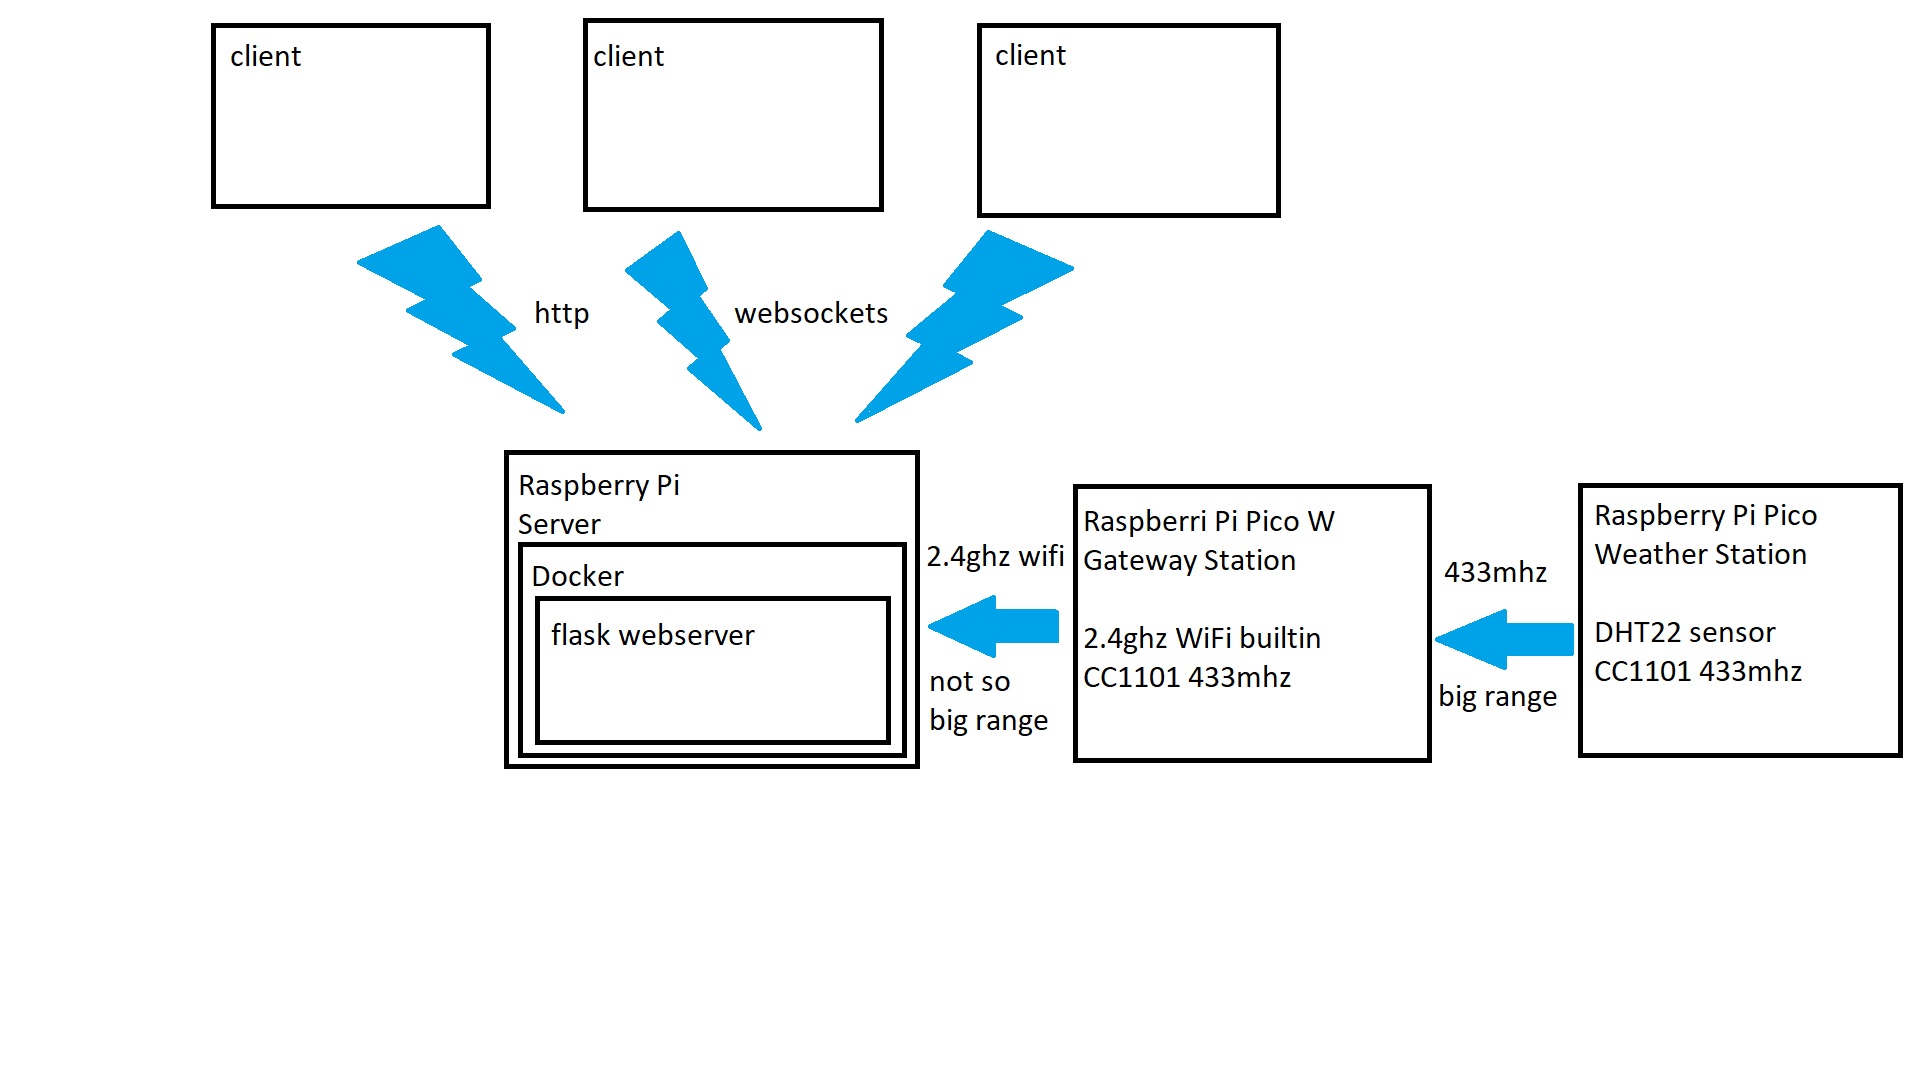 client
client
client
http
websockets
Raspberry Pi
Server
Docker
flask webserver
2.4ghz wifi
not so
big range
Raspberri Pi Pico W
Gateway Station
2.4ghz WiFi builtin
CC1101 433mhz
433mhz
big range
Raspberry Pi Pico
Weather Station
DHT22 sensor
CC1101 433mhz